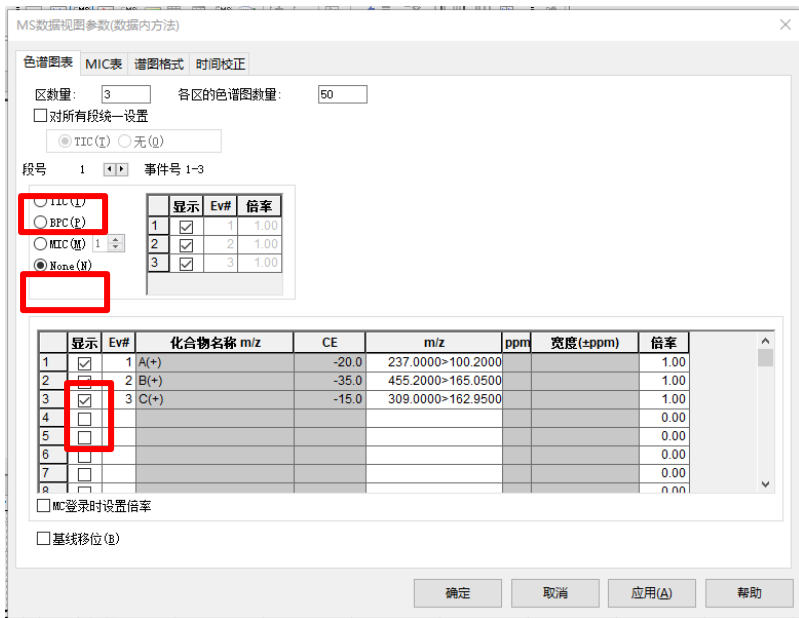 MS数据视图参数(数据内方法)
色谱图表 MIC表 谱图格式 时间校正
区数量: 3 各区的色谱图数量: 50
对所有段统一设置
TIC(I) 无(O)
段号 1 事件号 1-3
TIC(I)
BPC(P)
MIC(M) 1
None(N)
显示 Ev# 倍率
1 1 1.00
2 2 1.00
3 3 1.00
显示 Ev# 化合物名称 m/z CE m/z ppm 宽度(±ppm) 倍率
1 1 A(+) -20.0 237.0000>100.2000 1.00
2 2 B(+) -35.0 455.2000>165.0500 1.00
3 3 C(+) -15.0 309.0000>162.9500 1.00
4 0.00
5 0.00
6 0.00
7 0.00
8 0.00
MC登录时设置倍率
基线移位(B)
确定 取消 应用(A) 帮助